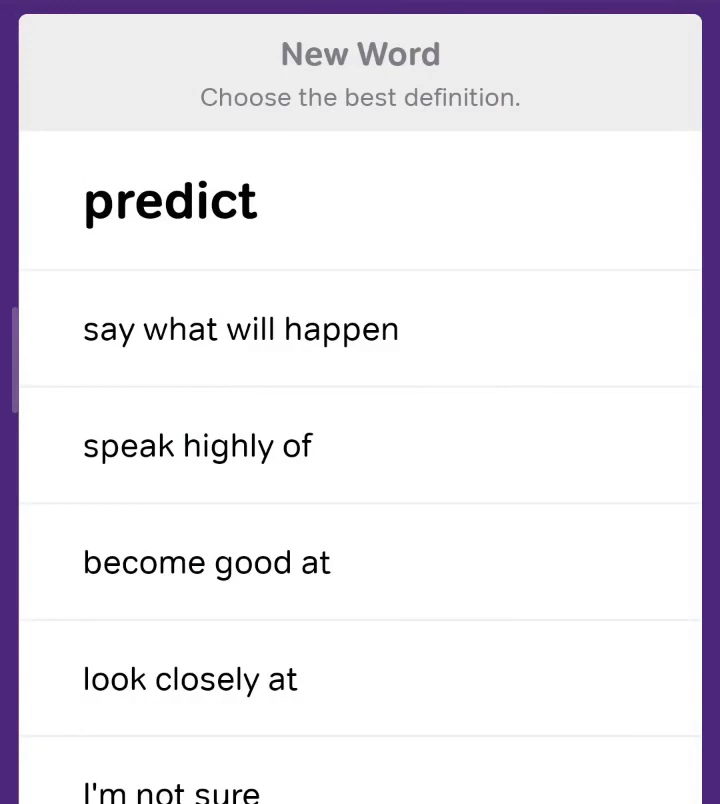 New Word
Choose the best definition.
predict
say what will happen
speak highly of
become good at
look closely at
I'm not sure